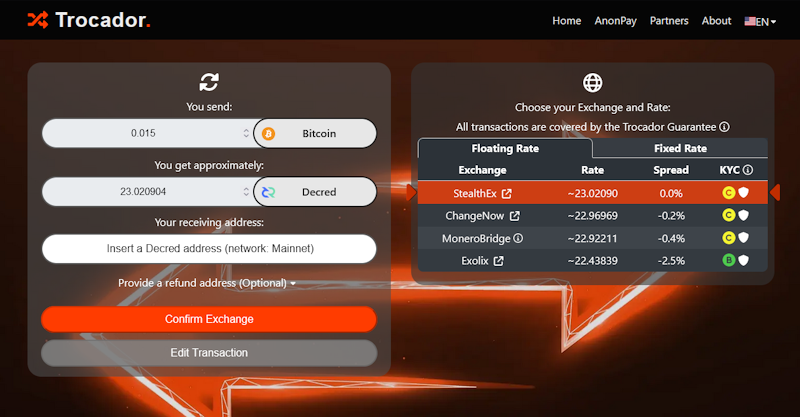 Trocador.
Home AnonPay Partners About EN
You send:
0.015 Bitcoin
You get approximately:
23.020904 Decred
Your receiving address:
Insert a Decred address (network: Mainnet)
Provide a refund address (Optional)
Confirm Exchange
Edit Transaction
Choose your Exchange and Rate:
All transactions are covered by the Trocador Guarantee
Floating Rate Fixed Rate
Exchange Rate Spread KYC
StealthEx ~23.02090 0.0% C
ChangeNow ~22.96969 -0.2% C
MoneroBridge ~22.92211 -0.4% C
Exolix ~22.43839 -2.5% B